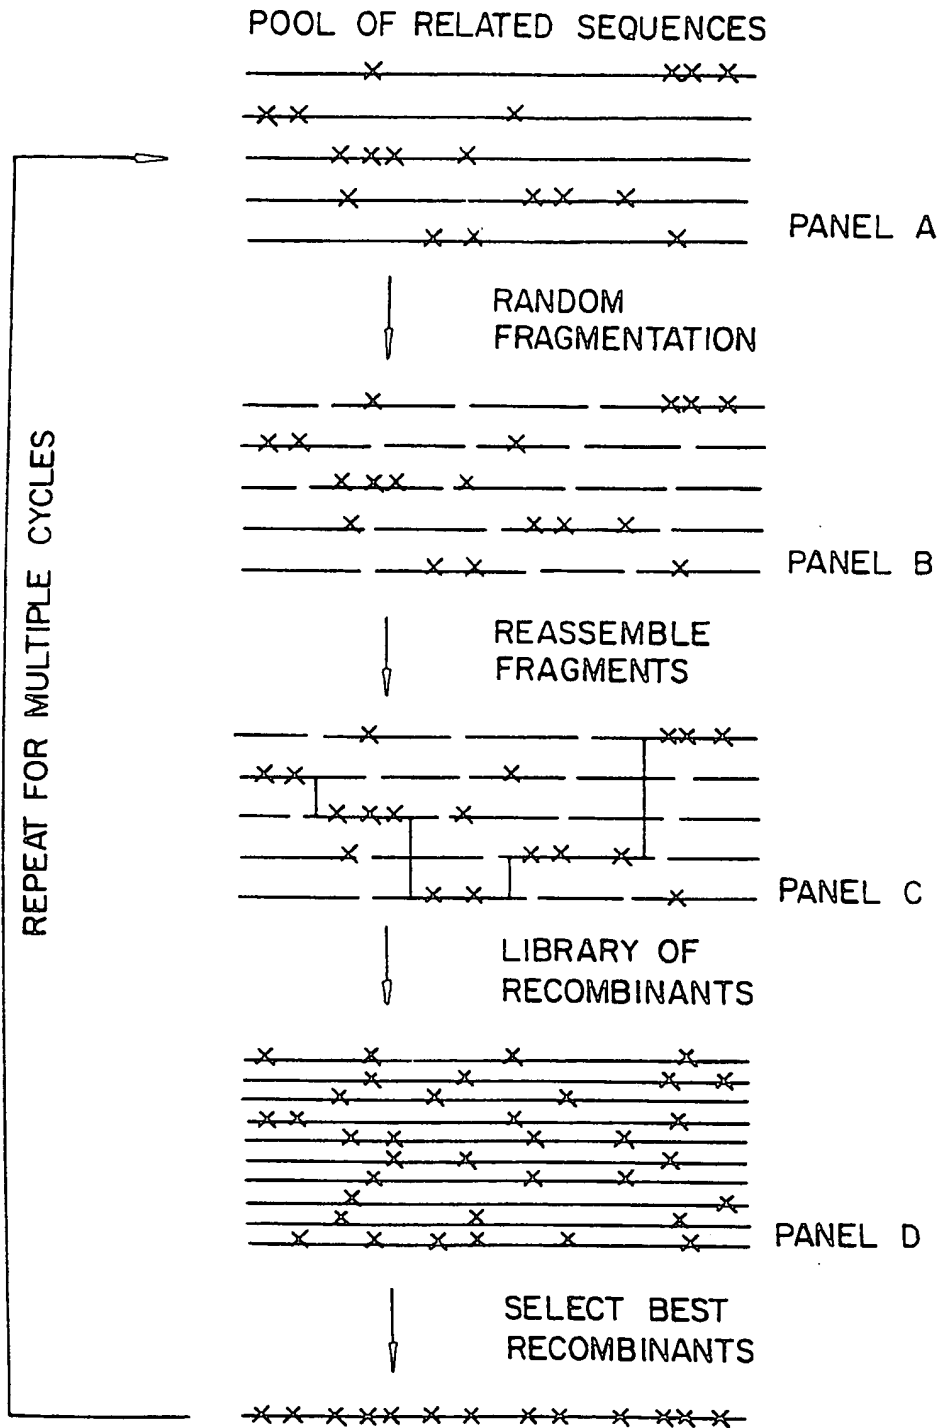 POOL OF RELATED SEQUENCES
PANEL A
RANDOM
FRAGMENTATION
PANEL B
REASSEMBLE
FRAGMENTS
PANEL C
LIBRARY OF
RECOMBINANTS
PANEL D
SELECT BEST
RECOMBINANTS
REPEAT FOR MULTIPLE CYCLES